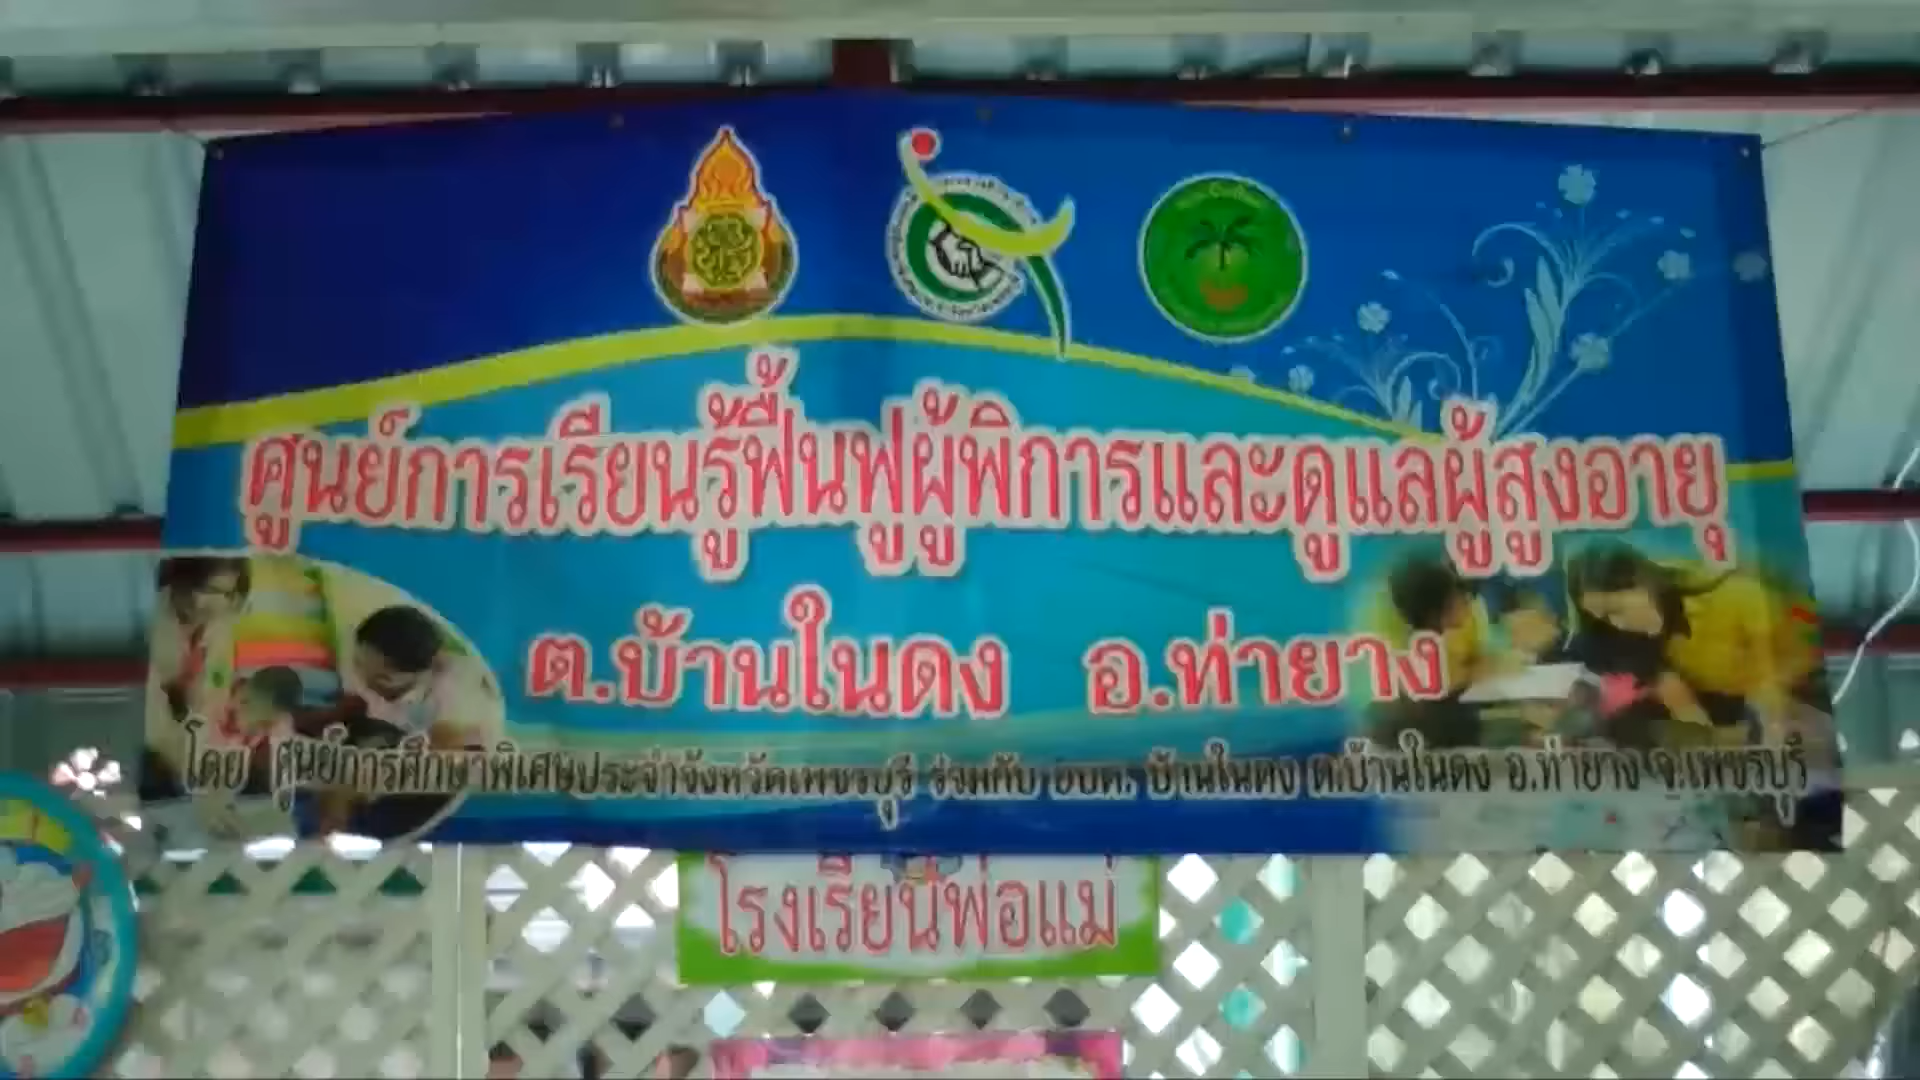 ศูนย์การเรียนรู้ฟื้นฟูผู้พิการและดูแลผู้สูงอายุ
ต.บ้านในดง อ.ท่ายาง
โดย ศูนย์การศึกษาพิเศษประจำจังหวัดเพชรบุรี ร่วมกับ อบต. บ้านในดง ต.บ้านในดง อ.ท่ายาง จ.เพชรบุรี
โรงเรียนพ่อแม่